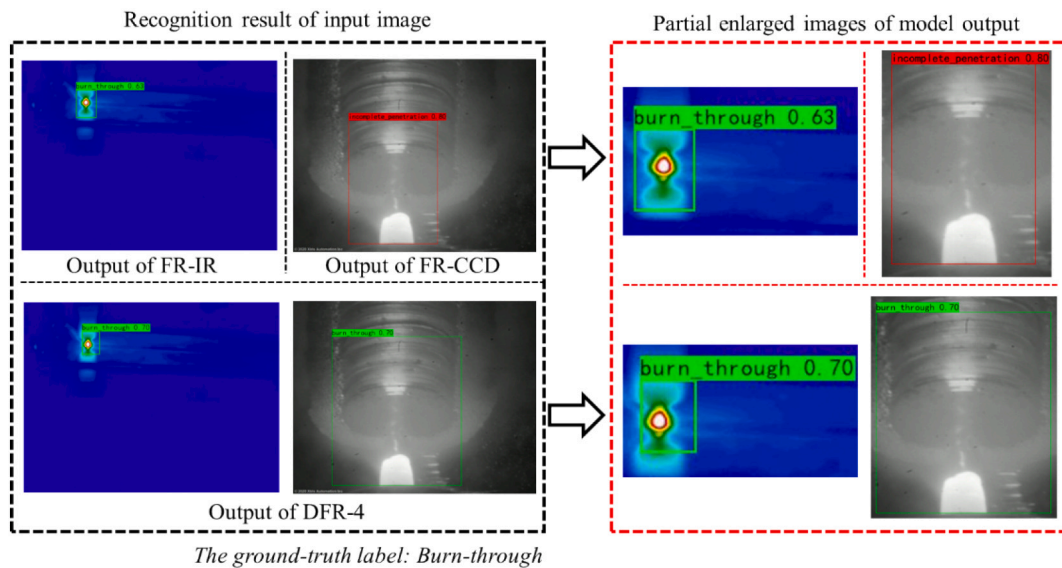 Recognition result of input image
Partial enlarged images of model output
burn_through 0.63
incomplete_penetration 0.80
Output of FR-IR
Output of FR-CCD
burn_through 0.63
incomplete_penetration 0.80
burn_through 0.70
burn_through 0.70
Output of DFR-4
burn_through 0.70
burn_through 0.70
The ground-truth label: Burn-through